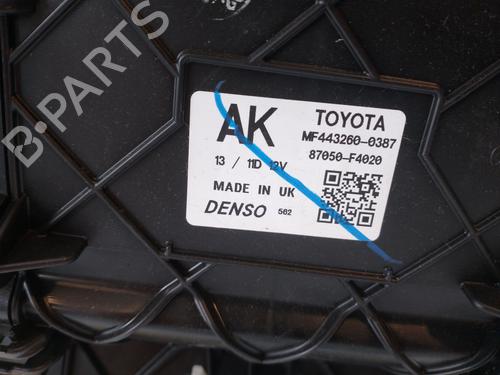 B-PARTS
AK
TOYOTA
MF443260-0387
87050-F4020
13 / 11D 12V
MADE IN UK
DENSO 562